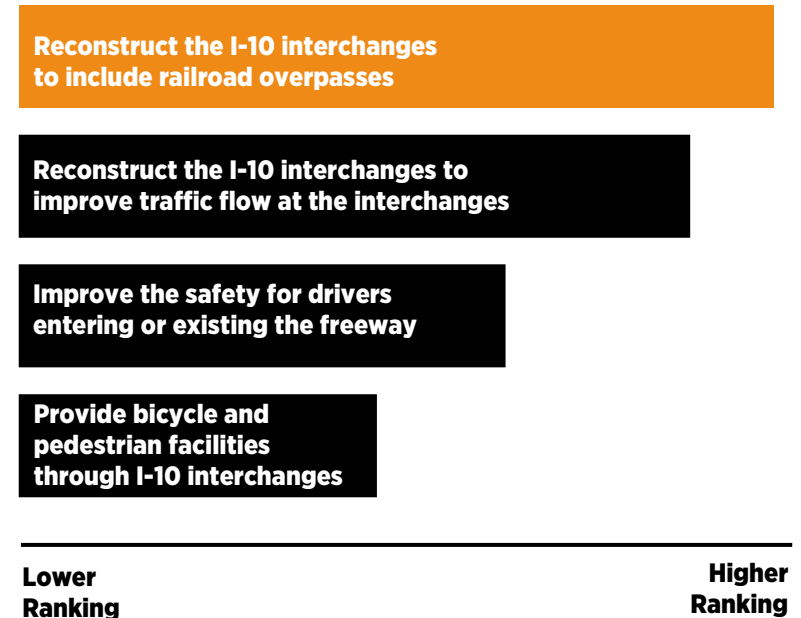 Reconstruct the I-10 interchanges
to include railroad overpasses
Reconstruct the I-10 interchanges to
improve traffic flow at the interchanges
Improve the safety for drivers
entering or existing the freeway
Provide bicycle and
pedestrian facilities
through I-10 interchanges
Lower
Ranking
Higher
Ranking